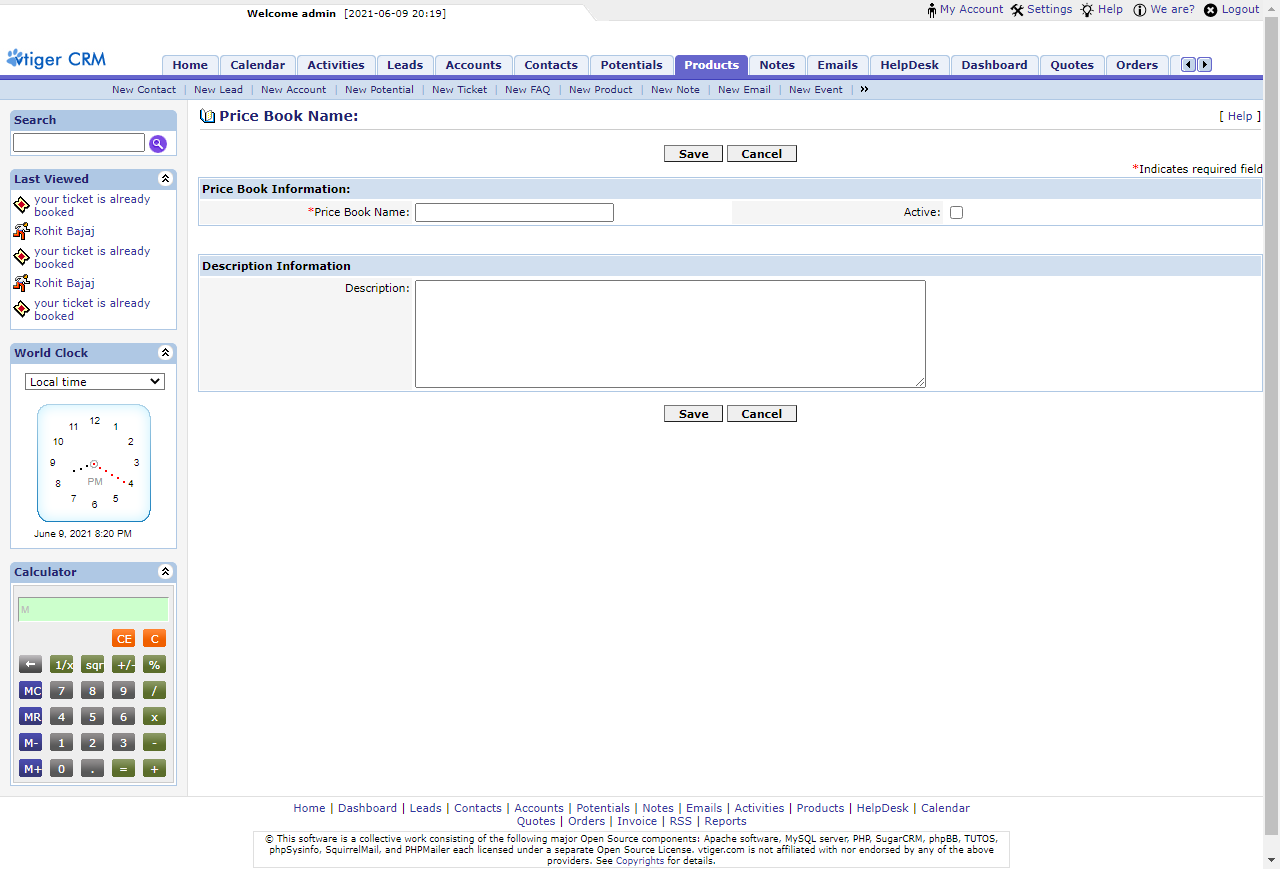 Welcome admin [2021-06-09 20:19]
My Account Settings Help We are? Logout
vtiger CRM
Home Calendar Activities Leads Accounts Contacts Potentials Products Notes Emails HelpDesk Dashboard Quotes Orders
New Contact | New Lead | New Account | New Potential | New Ticket | New FAQ | New Product | New Note | New Email | New Event | »
Search
Price Book Name:
[ Help ]
Save Cancel
*Indicates required field
Last Viewed
your ticket is already
booked
Rohit Bajaj
your ticket is already
booked
Rohit Bajaj
your ticket is already
booked
Price Book Information:
*Price Book Name:
Active:
Description Information
Description:
Save Cancel
World Clock
Local time
12
11 1
10 2
9 3
PM
8 4
7 5
6
June 9, 2021 8:20 PM
Calculator
M
CE C
← 1/x sqr +/- %
MC 7 8 9 /
MR 4 5 6 x
M- 1 2 3 -
M+ 0 . = +
Home | Dashboard | Leads | Contacts | Accounts | Potentials | Notes | Emails | Activities | Products | HelpDesk | Calendar
Quotes | Orders | Invoice | RSS | Reports
© This software is a collective work consisting of the following major Open Source components: Apache software, MySQL server, PHP, SugarCRM, phpBB, TUTOS,
phpSysinfo, SquirrelMail, and PHPMailer each licensed under a separate Open Source License. vtiger.com is not affiliated with nor endorsed by any of the above
providers. See Copyrights for details.